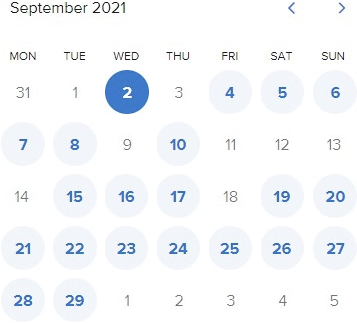 September 2021
MON TUE WED THU FRI SAT SUN
31 1 2 3 4 5 6
7 8 9 10 11 12 13
14 15 16 17 18 19 20
21 22 23 24 25 26 27
28 29 1 2 3 4 5